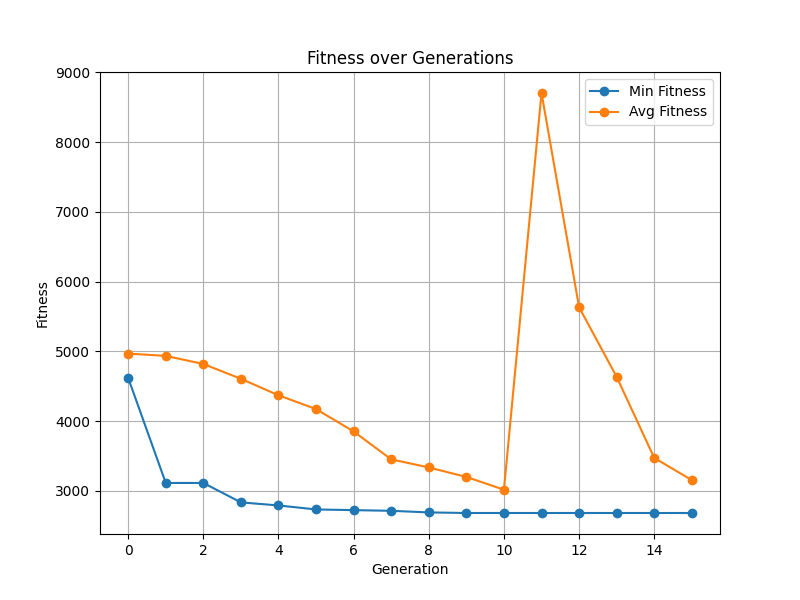 Fitness over Generations
Min Fitness
Avg Fitness
Fitness
9000
8000
7000
6000
5000
4000
3000
0 2 4 6 8 10 12 14
Generation